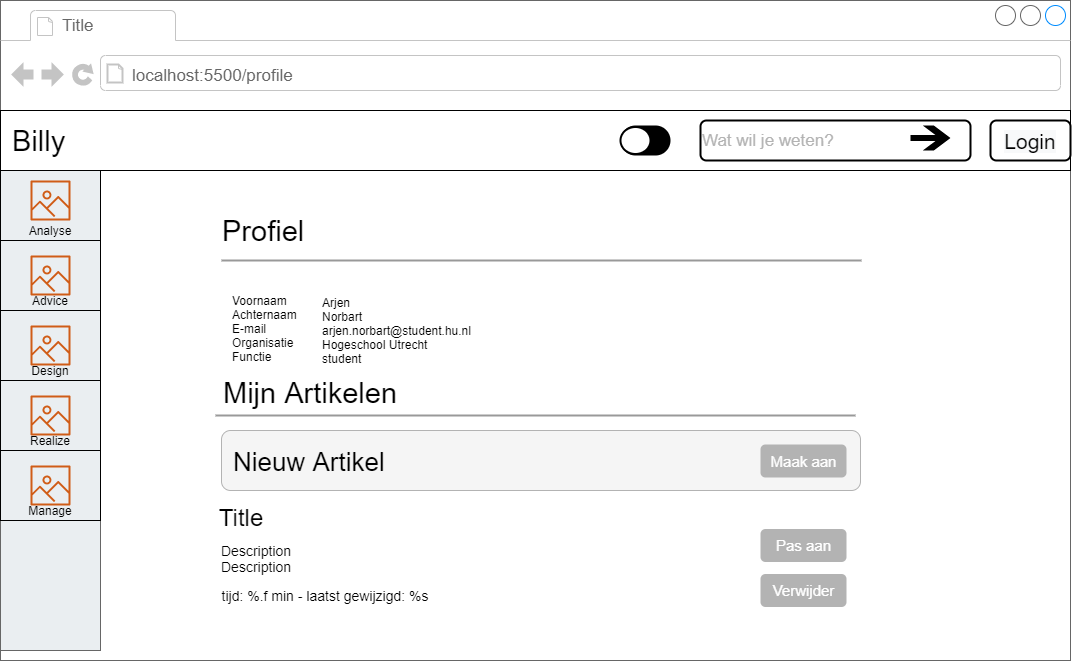 Title
localhost:5500/profile
Billy
Wat wil je weten?
Login
Analyse
Advice
Design
Realize
Manage
Profiel
Voornaam Arjen
Achternaam Norbart
E-mail arjen.norbart@student.hu.nl
Organisatie Hogeschool Utrecht
Functie student
Mijn Artikelen
Nieuw Artikel
Maak aan
Title
Description
Description
tijd: %.f min - laatst gewijzigd: %s
Pas aan
Verwijder